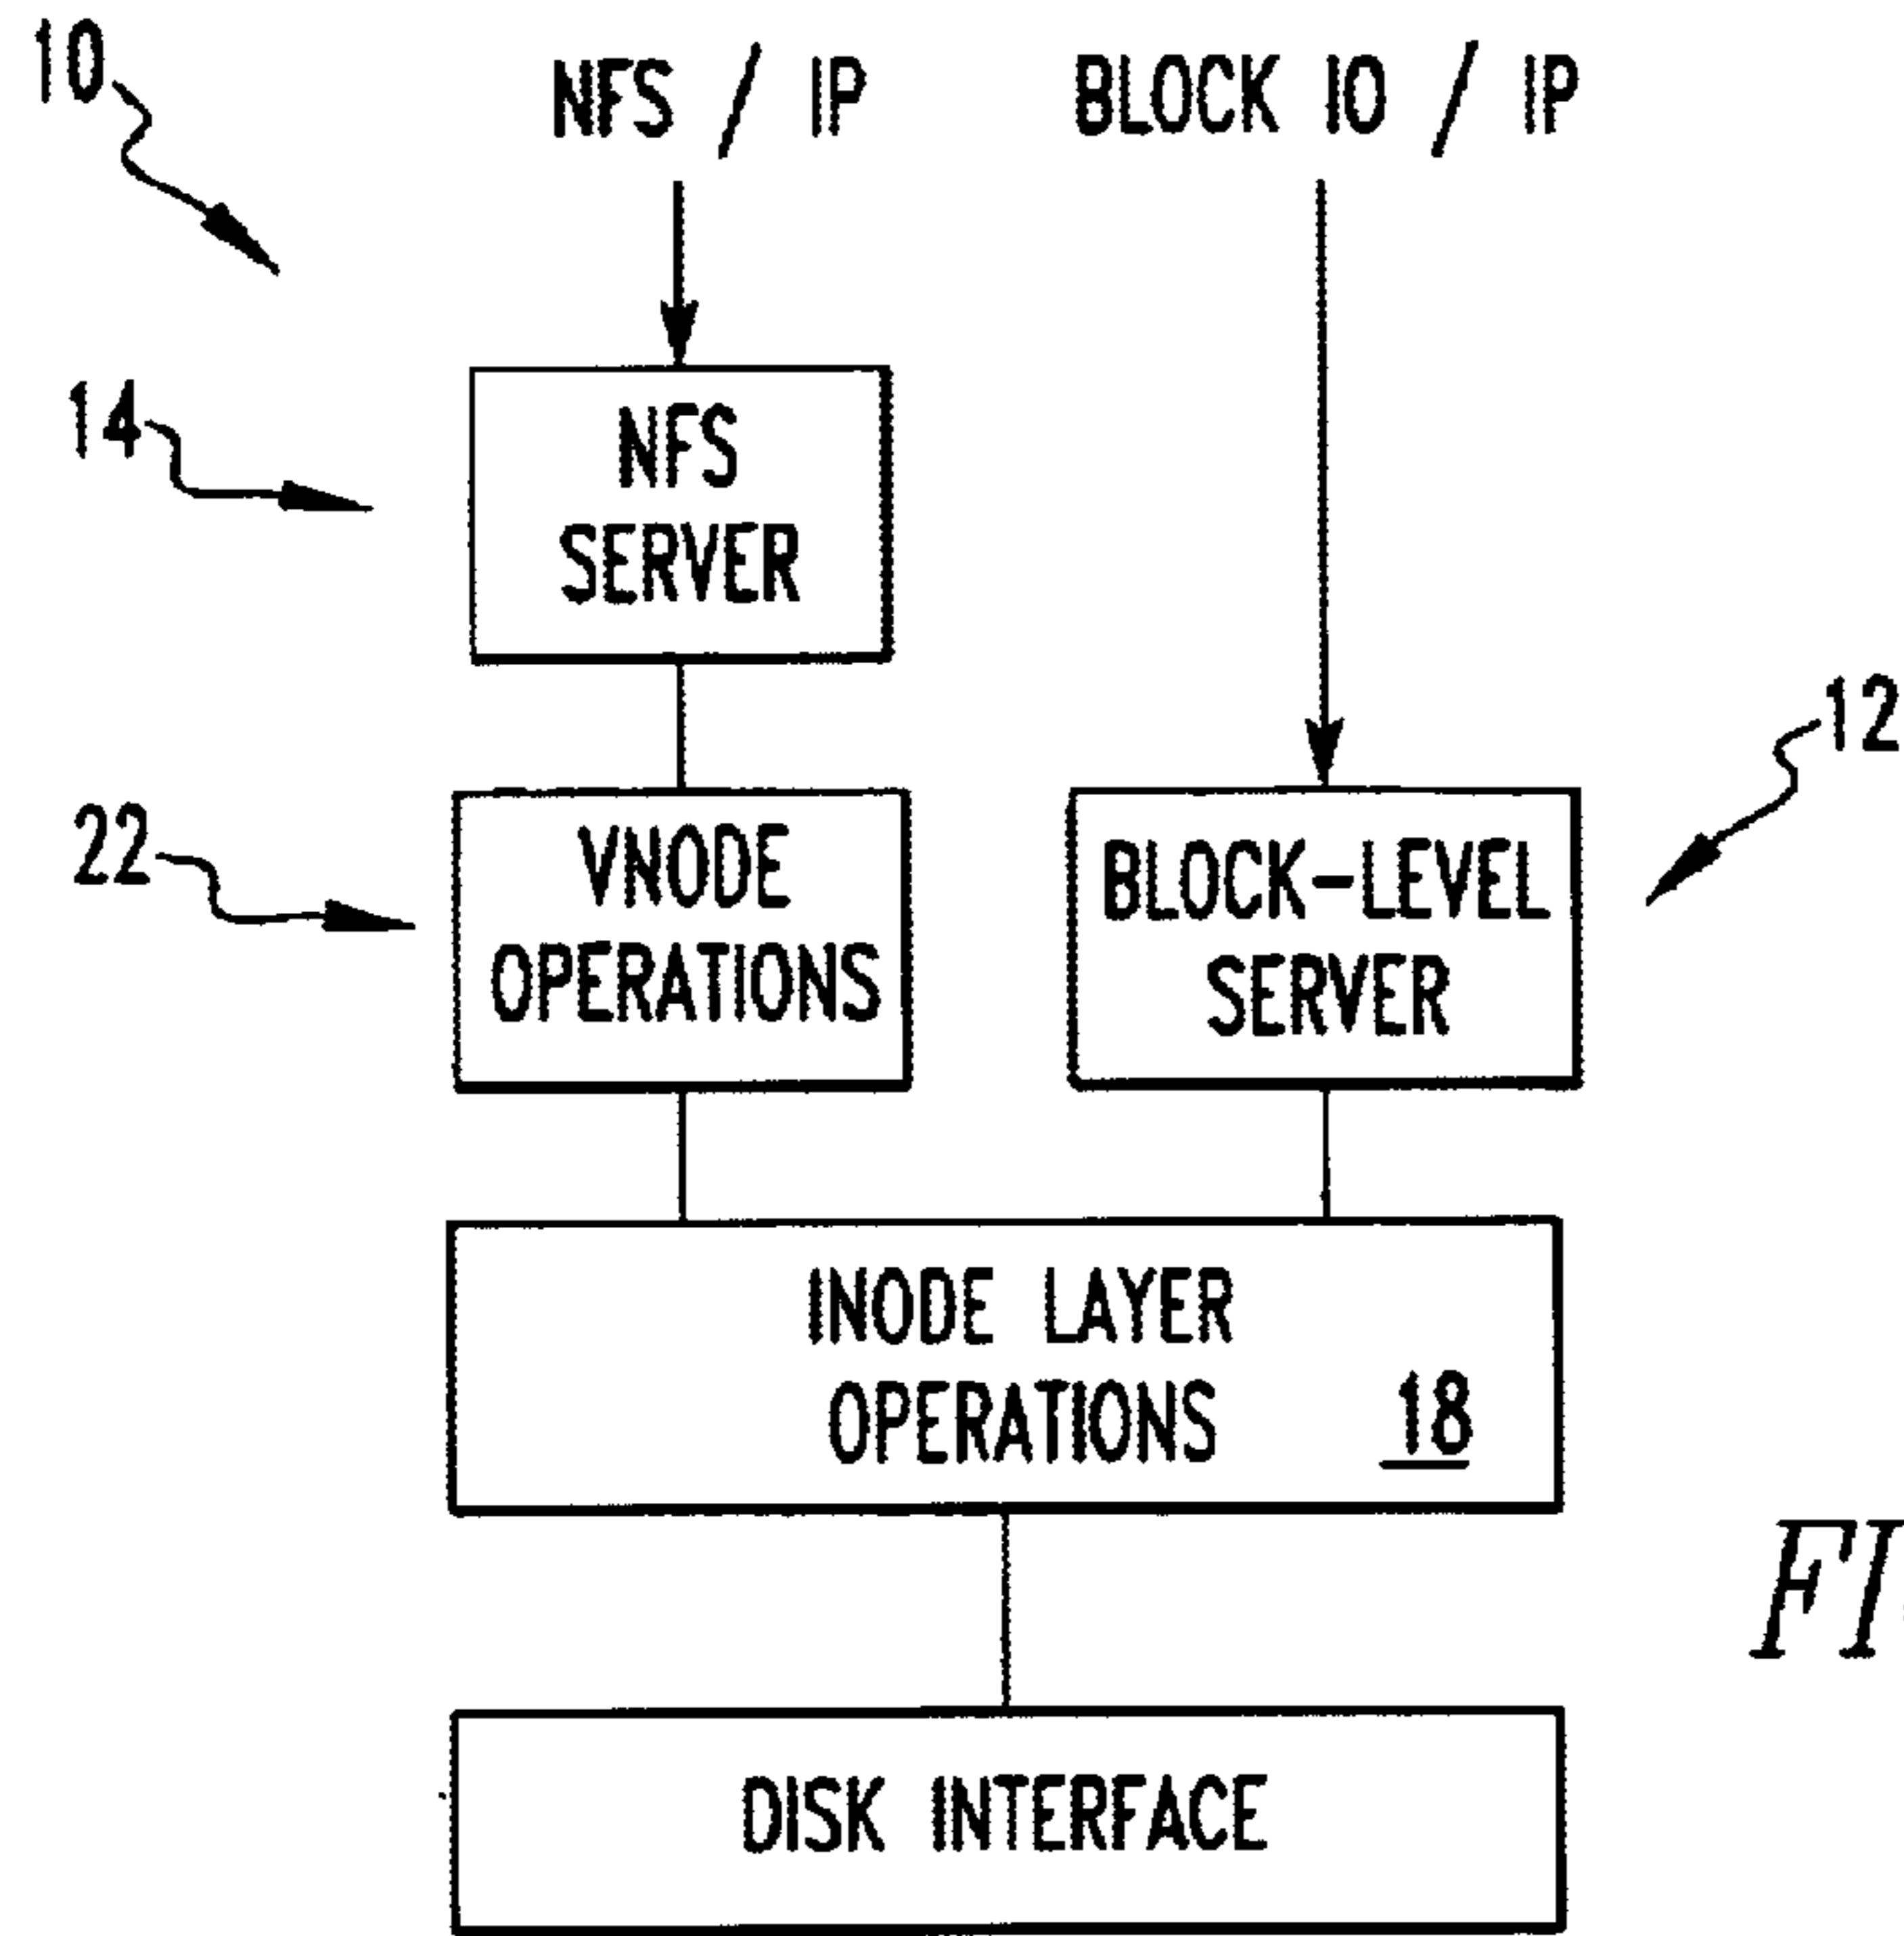 10
NFS / IP
BLOCK IO / IP
14
NFS
SERVER
12
22
VNODE
OPERATIONS
BLOCK-LEVEL
SERVER
INODE LAYER
OPERATIONS
18
DISK INTERFACE